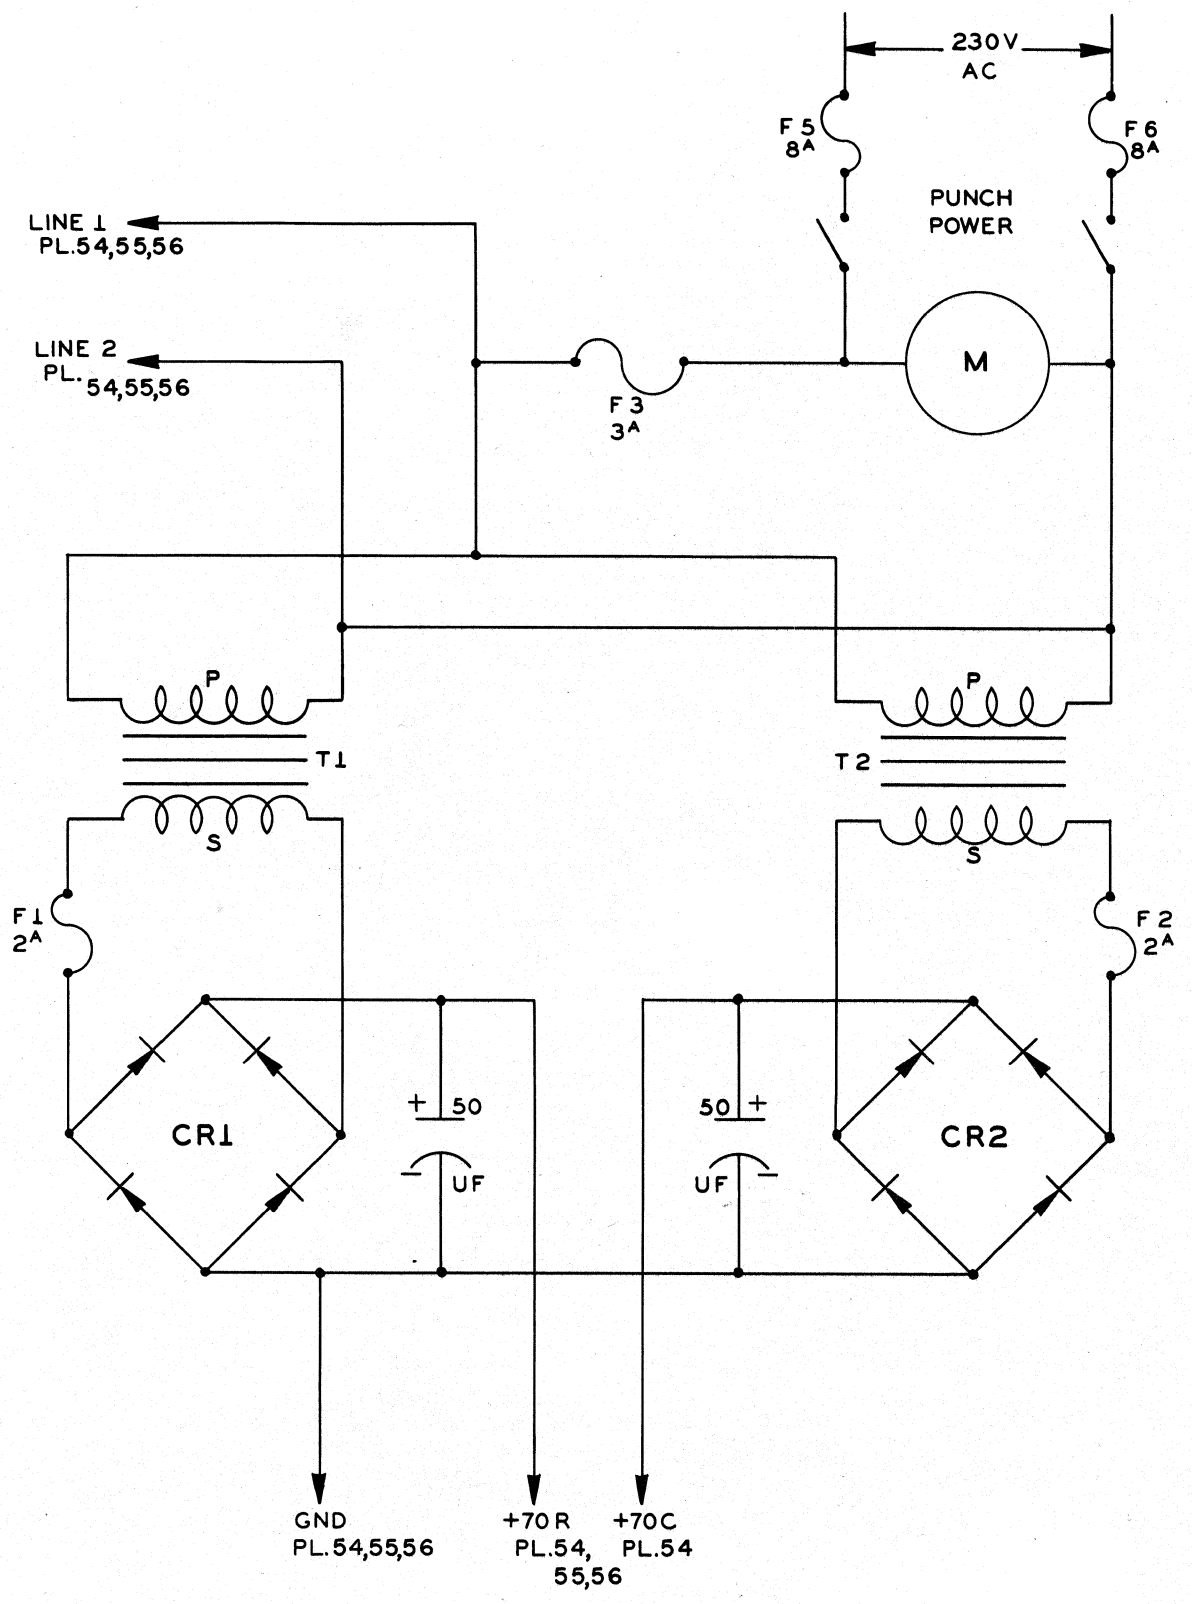 230V
AC
F5
8A
F6
8A
PUNCH
POWER
LINE 1
PL.54,55,56
LINE 2
PL.
54,55,56
M
F3
3A
P
T1
S
P
T2
S
F1
2A
F2
2A
CR1
+ 50
- UF
50 +
UF -
CR2
GND
PL.54,55,56
+70R
PL.54,
55,56
+70C
PL.54